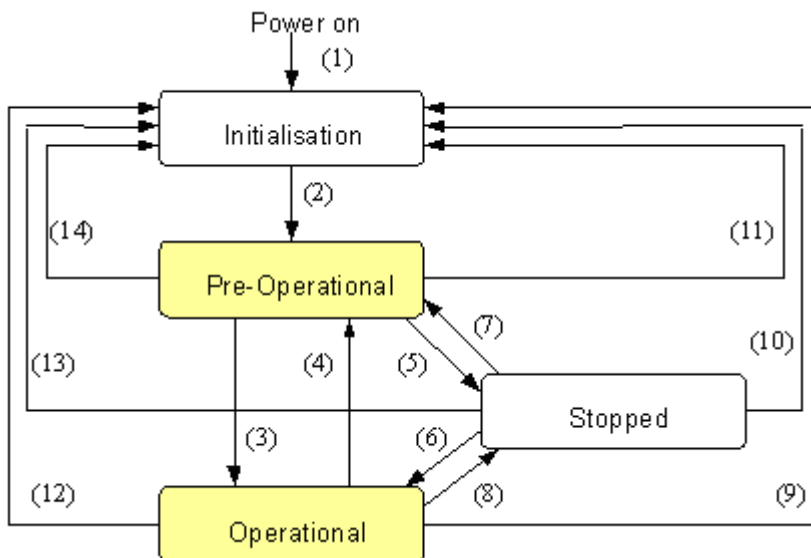 Power on
(1)
Initialisation
(2)
(14)
(11)
Pre-Operational
(7)
(13)
(4)
(5)
(10)
Stopped
(3)
(6)
(12)
(8)
(9)
Operational